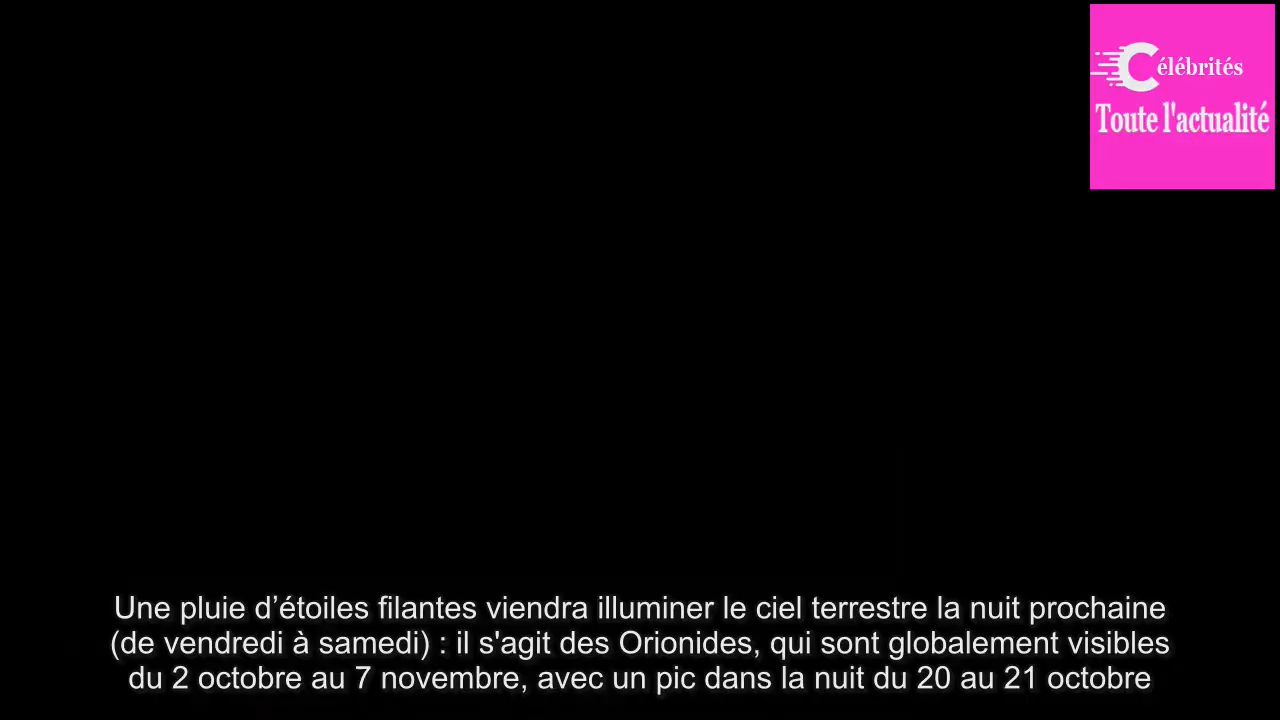 Célébrités
Toute l'actualité
Une pluie d’étoiles filantes viendra illuminer le ciel terrestre la nuit prochaine
(de vendredi à samedi) : il s'agit des Orionides, qui sont globalement visibles
du 2 octobre au 7 novembre, avec un pic dans la nuit du 20 au 21 octobre